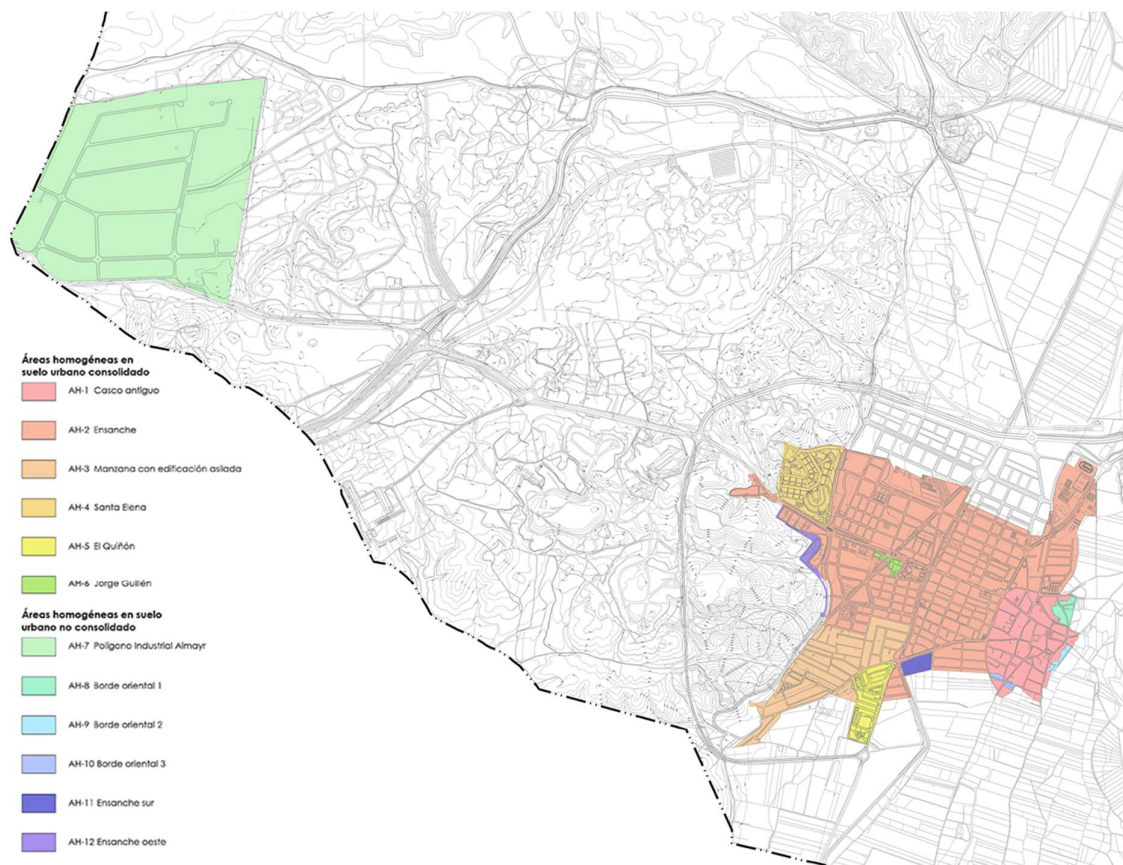 Áreas homogéneas en
suelo urbano consolidado
AH-1 Casco antiguo
AH-2 Ensanche
AH-3 Manzana con edificación asilada
AH-4 Santa Elena
AH-5 El Quiñón
AH-6 Jorge Guillén
Áreas homogéneas en suelo
urbano no consolidado
AH-7 Polígono Industrial Almayr
AH-8 Borde oriental 1
AH-9 Borde oriental 2
AH-10 Borde oriental 3
AH-11 Ensanche sur
AH-12 Ensanche oeste